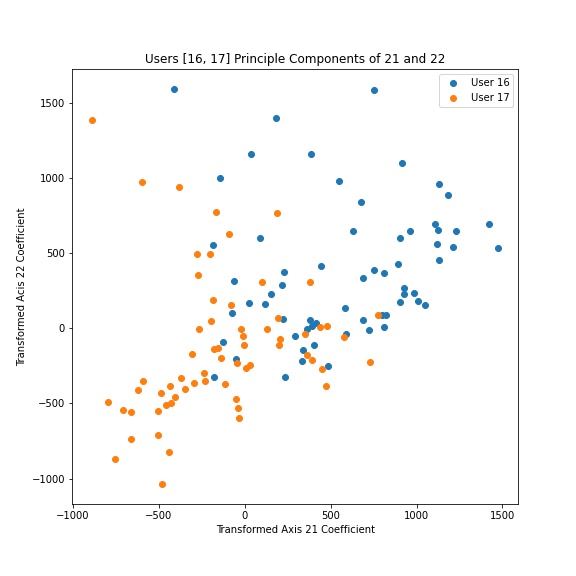 Users [16, 17] Principle Components of 21 and 22
User 16
User 17
Transformed Acis 22 Coefficient
1500
1000
500
0
−500
−1000
−1000 −500 0 500 1000 1500
Transformed Axis 21 Coefficient